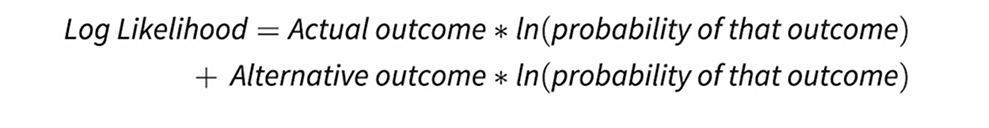 Log Likelihood = Actual outcome ∗ ln(probability of that outcome)
+ Alternative outcome ∗ ln(probability of that outcome)